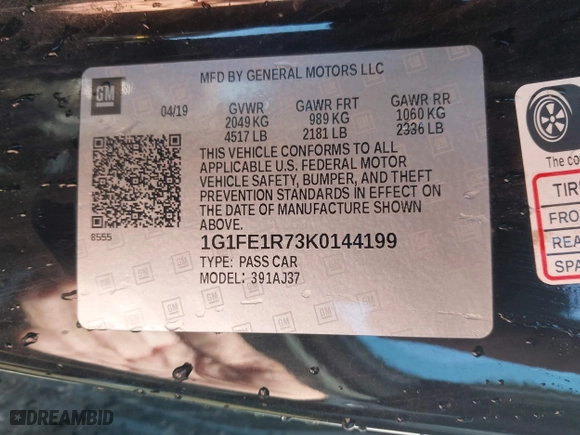 MFD BY GENERAL MOTORS LLC
GM
04/19
GVWR
2049 KG
4517 LB
GAWR FRT
989 KG
2181 LB
GAWR RR
1060 KG
2336 LB
THIS VEHICLE CONFORMS TO ALL
APPLICABLE U.S. FEDERAL MOTOR
VEHICLE SAFETY, BUMPER, AND THEFT
PREVENTION STANDARDS IN EFFECT ON
THE DATE OF MANUFACTURE SHOWN
ABOVE.
8555
1G1FE1R73K0144199
TYPE: PASS CAR
MODEL: 391AJ37
The co
TIR
FRO
REA
SPA
DREAMBID